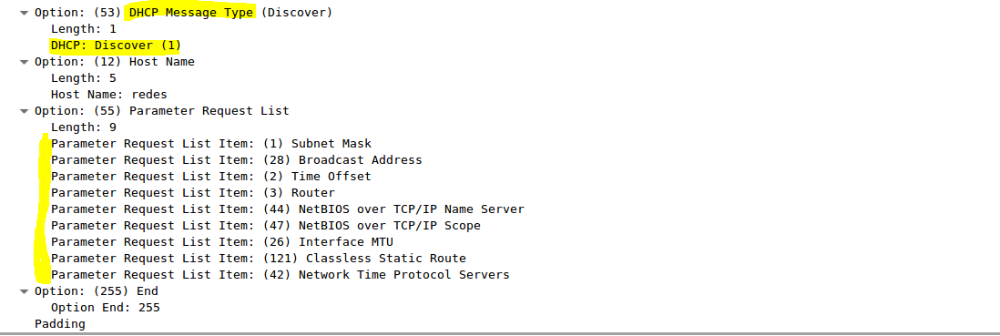 Option: (53) DHCP Message Type (Discover)
Length: 1
DHCP: Discover (1)
Option: (12) Host Name
Length: 5
Host Name: redes
Option: (55) Parameter Request List
Length: 9
Parameter Request List Item: (1) Subnet Mask
Parameter Request List Item: (28) Broadcast Address
Parameter Request List Item: (2) Time Offset
Parameter Request List Item: (3) Router
Parameter Request List Item: (44) NetBIOS over TCP/IP Name Server
Parameter Request List Item: (47) NetBIOS over TCP/IP Scope
Parameter Request List Item: (26) Interface MTU
Parameter Request List Item: (121) Classless Static Route
Parameter Request List Item: (42) Network Time Protocol Servers
Option: (255) End
Option End: 255
Padding